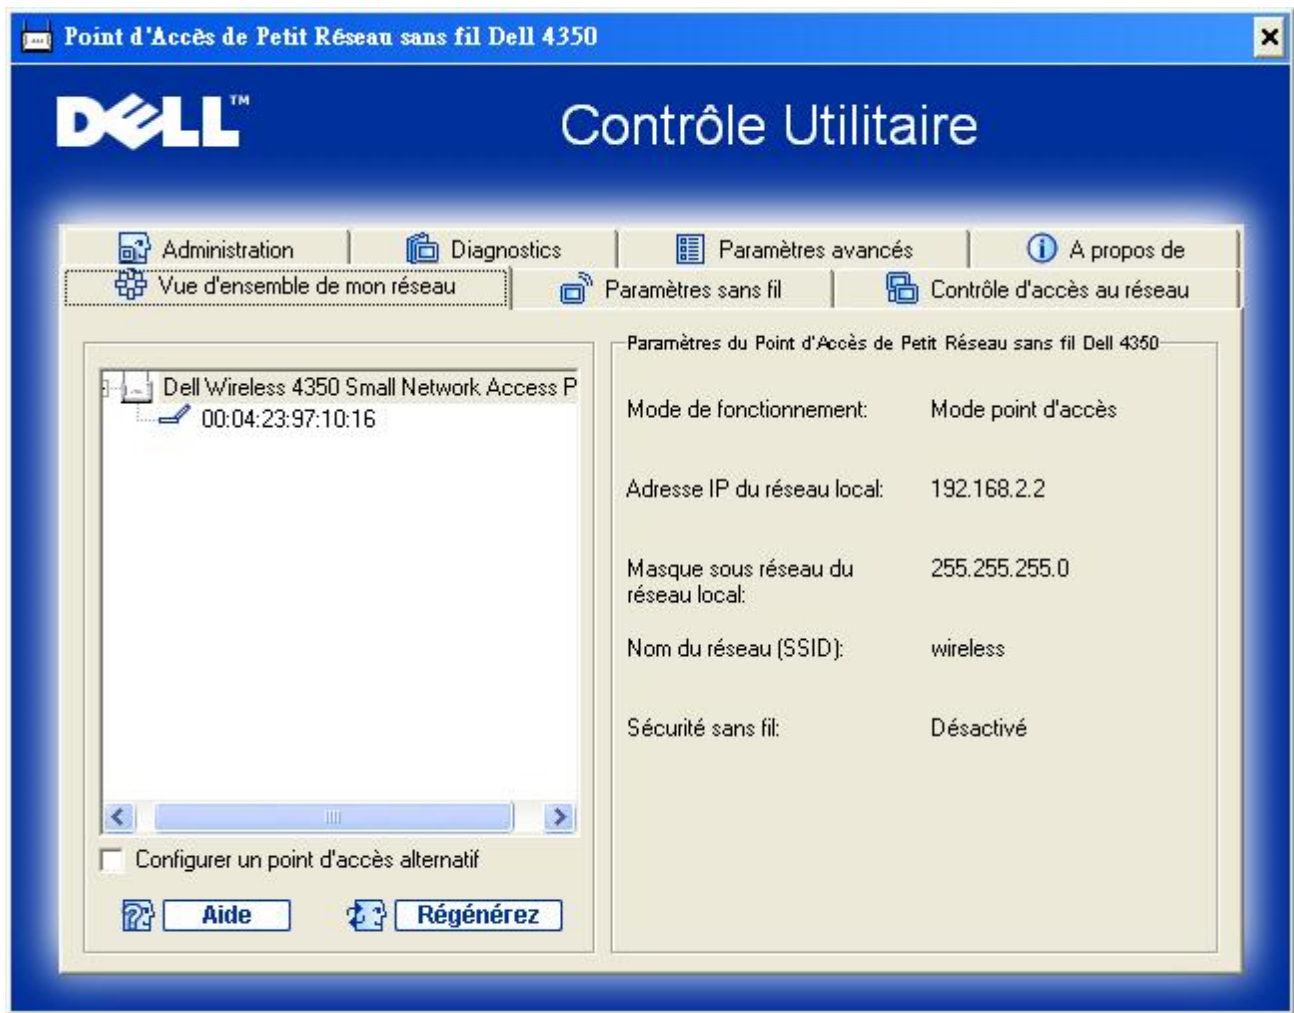 Point d'Accès de Petit Réseau sans fil Dell 4350
DELL™
Contrôle Utilitaire
Administration
Diagnostics
Paramètres avancés
A propos de
Vue d'ensemble de mon réseau
Paramètres sans fil
Contrôle d'accès au réseau
Dell Wireless 4350 Small Network Access P
00:04:23:97:10:16
Configurer un point d'accès alternatif
Aide
Régénérez
Paramètres du Point d'Accès de Petit Réseau sans fil Dell 4350
Mode de fonctionnement: Mode point d'accès
Adresse IP du réseau local: 192.168.2.2
Masque sous réseau du 255.255.255.0
réseau local:
Nom du réseau (SSID): wireless
Sécurité sans fil: Désactivé